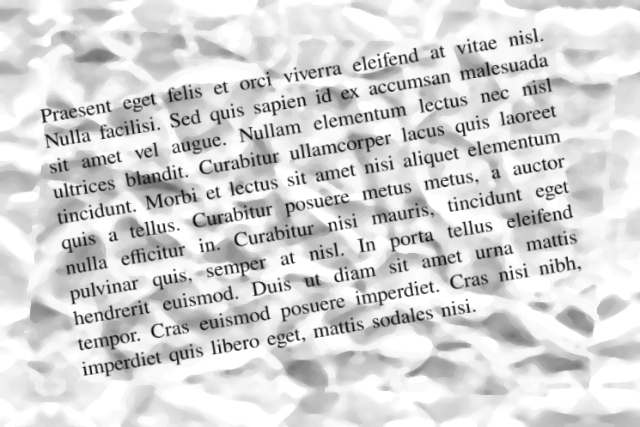 Praesent eget felis et orci viverra eleifend at vitae nisl.
Nulla facilisi. Sed quis sapien id ex accumsan malesuada
sit amet vel augue. Nullam elementum lectus nec nisl
ultrices blandit. Curabitur ullamcorper lacus quis laoreet
tincidunt. Morbi et lectus sit amet nisi aliquet elementum
quis a tellus. Curabitur posuere metus metus, a auctor
nulla efficitur in. Curabitur nisi mauris, tincidunt eget
pulvinar quis, semper at nisl. In porta tellus eleifend
hendrerit euismod. Duis ut diam sit amet urna mattis
tempor. Cras euismod posuere imperdiet. Cras nisi nibh,
imperdiet quis libero eget, mattis sodales nisi.